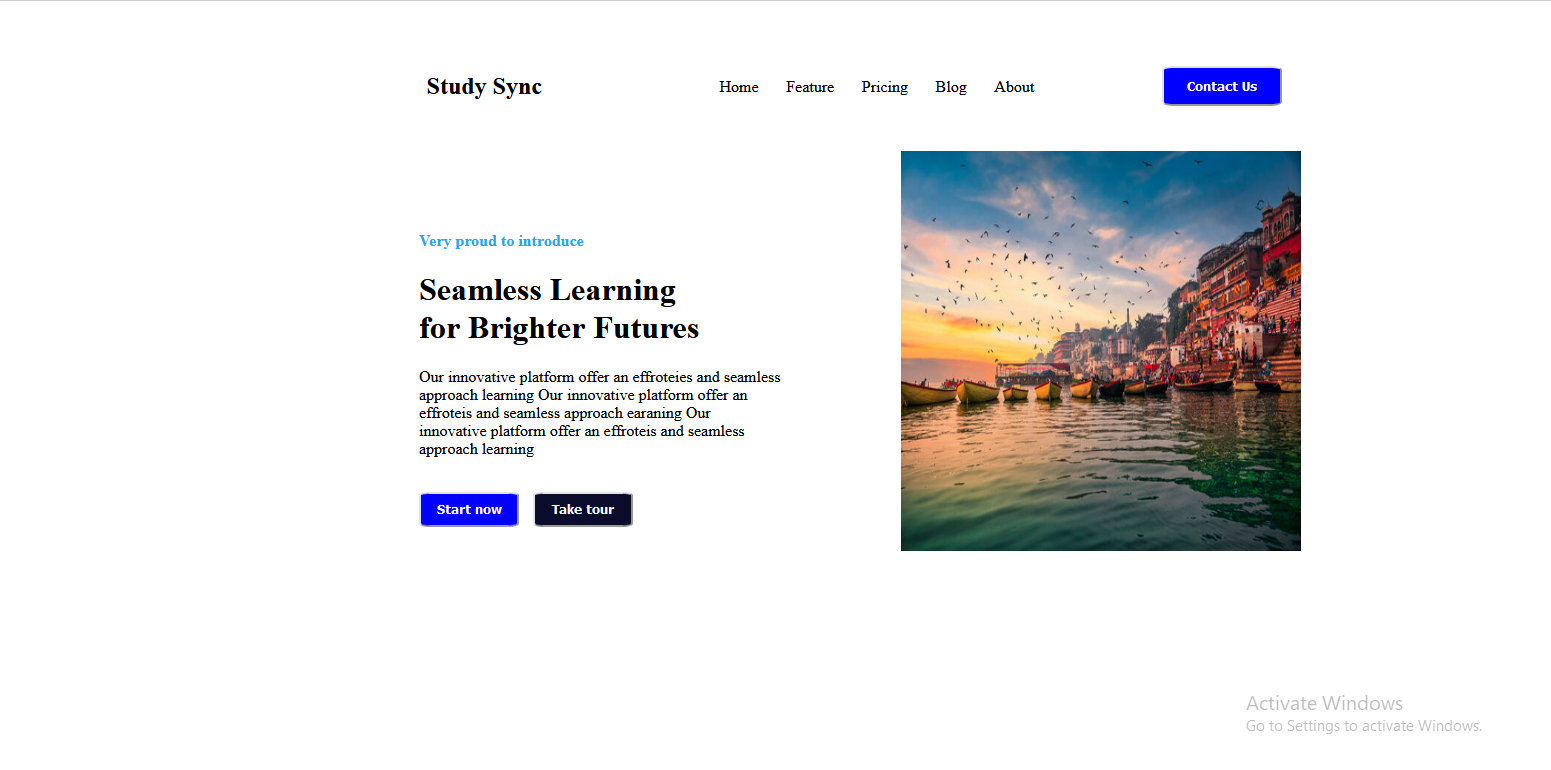 Study Sync
Home Feature Pricing Blog About
Contact Us
Very proud to introduce
Seamless Learning
for Brighter Futures
Our innovative platform offer an effroteies and seamless
approach learning Our innovative platform offer an
effroteis and seamless approach earaning Our
innovative platform offer an effroteis and seamless
approach learning
Start now
Take tour
Activate Windows
Go to Settings to activate Windows.